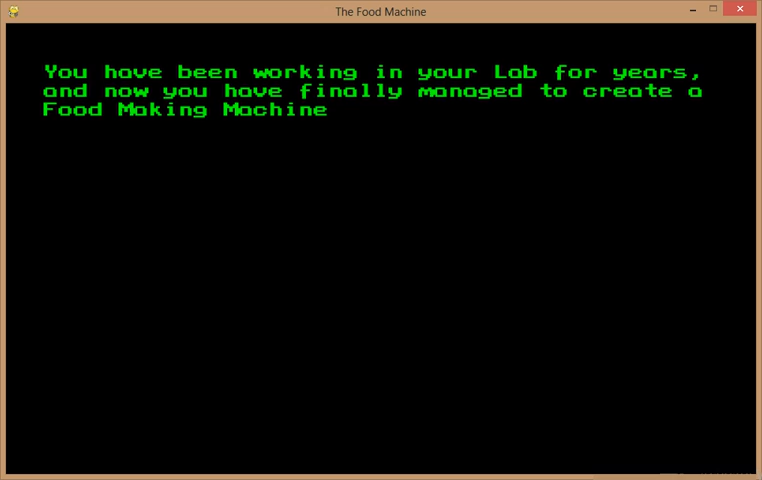 The Food Machine
You have been working in your Lab for years,
and now you have finally managed to create a
Food Making Machine